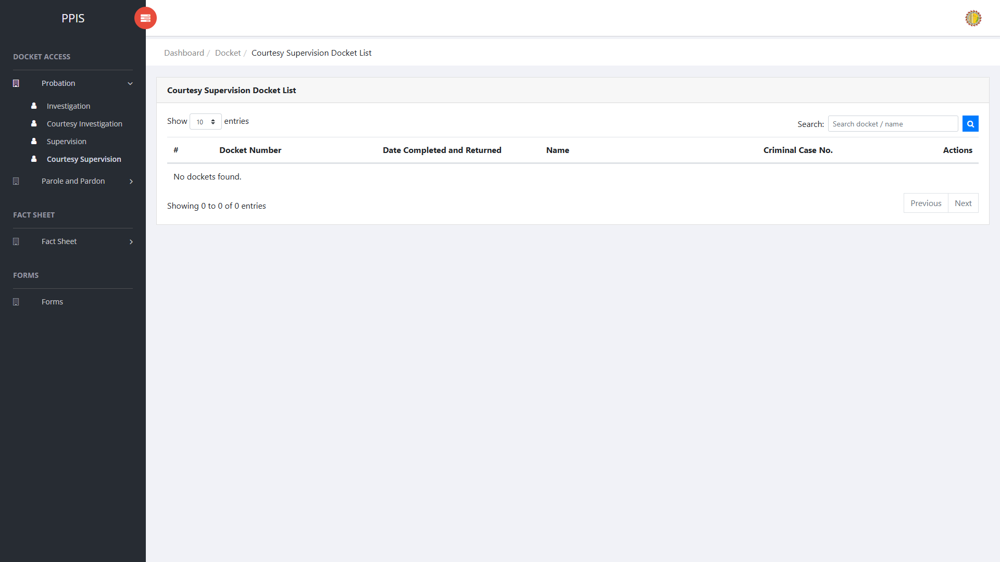 PPIS
DOCKET ACCESS
Probation
Investigation
Courtesy Investigation
Supervision
Courtesy Supervision
Parole and Pardon
FACT SHEET
Fact Sheet
FORMS
Forms
Dashboard / Docket / Courtesy Supervision Docket List
Courtesy Supervision Docket List
Show 10 entries
Search: Search docket / name
# Docket Number Date Completed and Returned Name Criminal Case No. Actions
No dockets found.
Showing 0 to 0 of 0 entries
Previous Next